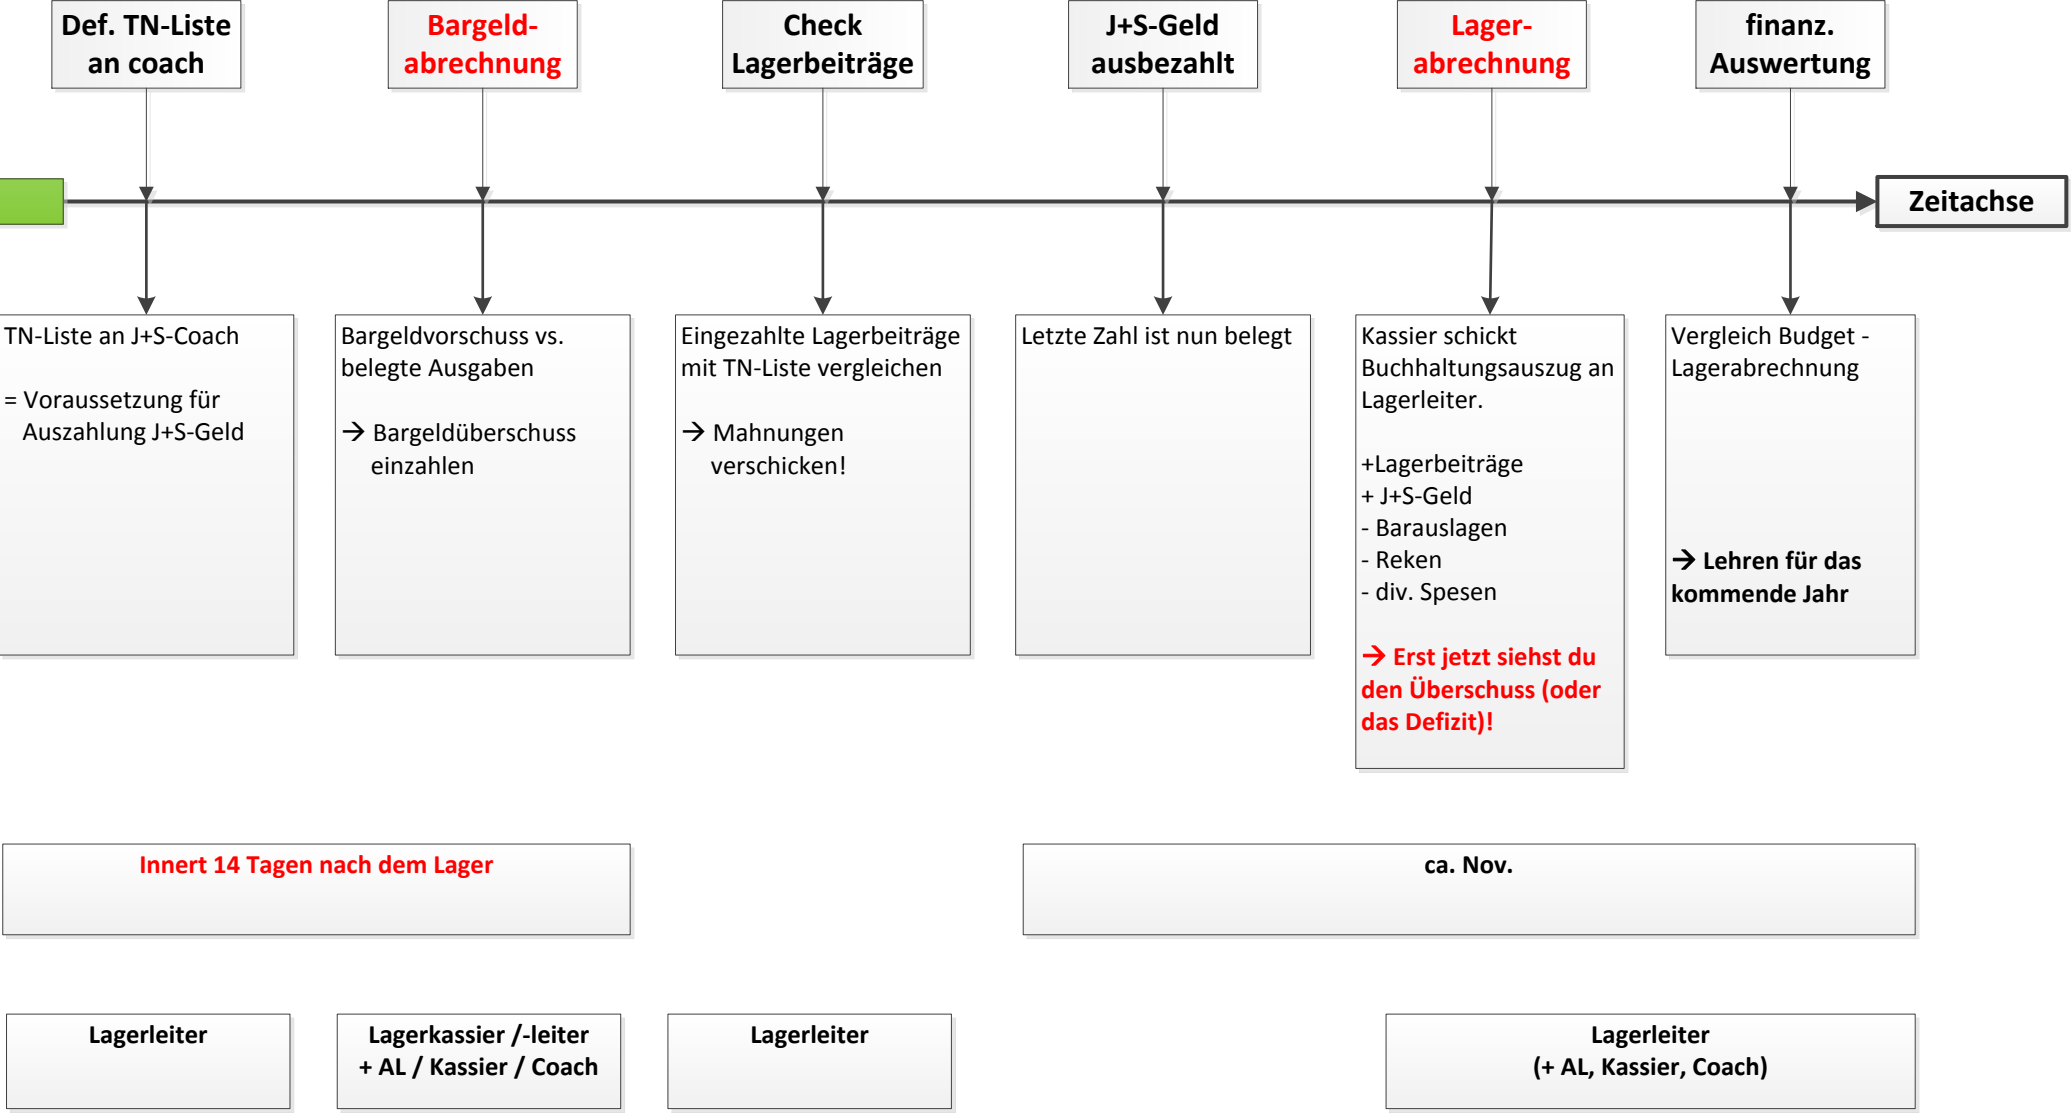 Def. TN-Liste
an coach
Bargeld-
abrechnung
Check
Lagerbeiträge
J+S-Geld
ausbezahlt
Lager-
abrechnung
finanz.
Auswertung
Zeitachse
TN-Liste an J+S-Coach
= Voraussetzung für
Auszahlung J+S-Geld
Bargeldvorschuss vs.
belegte Ausgaben
→ Bargeldüberschuss
einzahlen
Eingezahlte Lagerbeiträge
mit TN-Liste vergleichen
→ Mahnungen
verschicken!
Letzte Zahl ist nun belegt
Kassier schickt
Buchhaltungsauszug an
Lagerleiter.
+Lagerbeiträge
+ J+S-Geld
- Barauslagen
- Reken
- div. Spesen
→ Erst jetzt siehst du
den Überschuss (oder
das Defizit)!
Vergleich Budget -
Lagerabrechnung
→ Lehren für das
kommende Jahr
Innert 14 Tagen nach dem Lager
ca. Nov.
Lagerleiter
Lagerkassier /-leiter
+ AL / Kassier / Coach
Lagerleiter
Lagerleiter
(+ AL, Kassier, Coach)